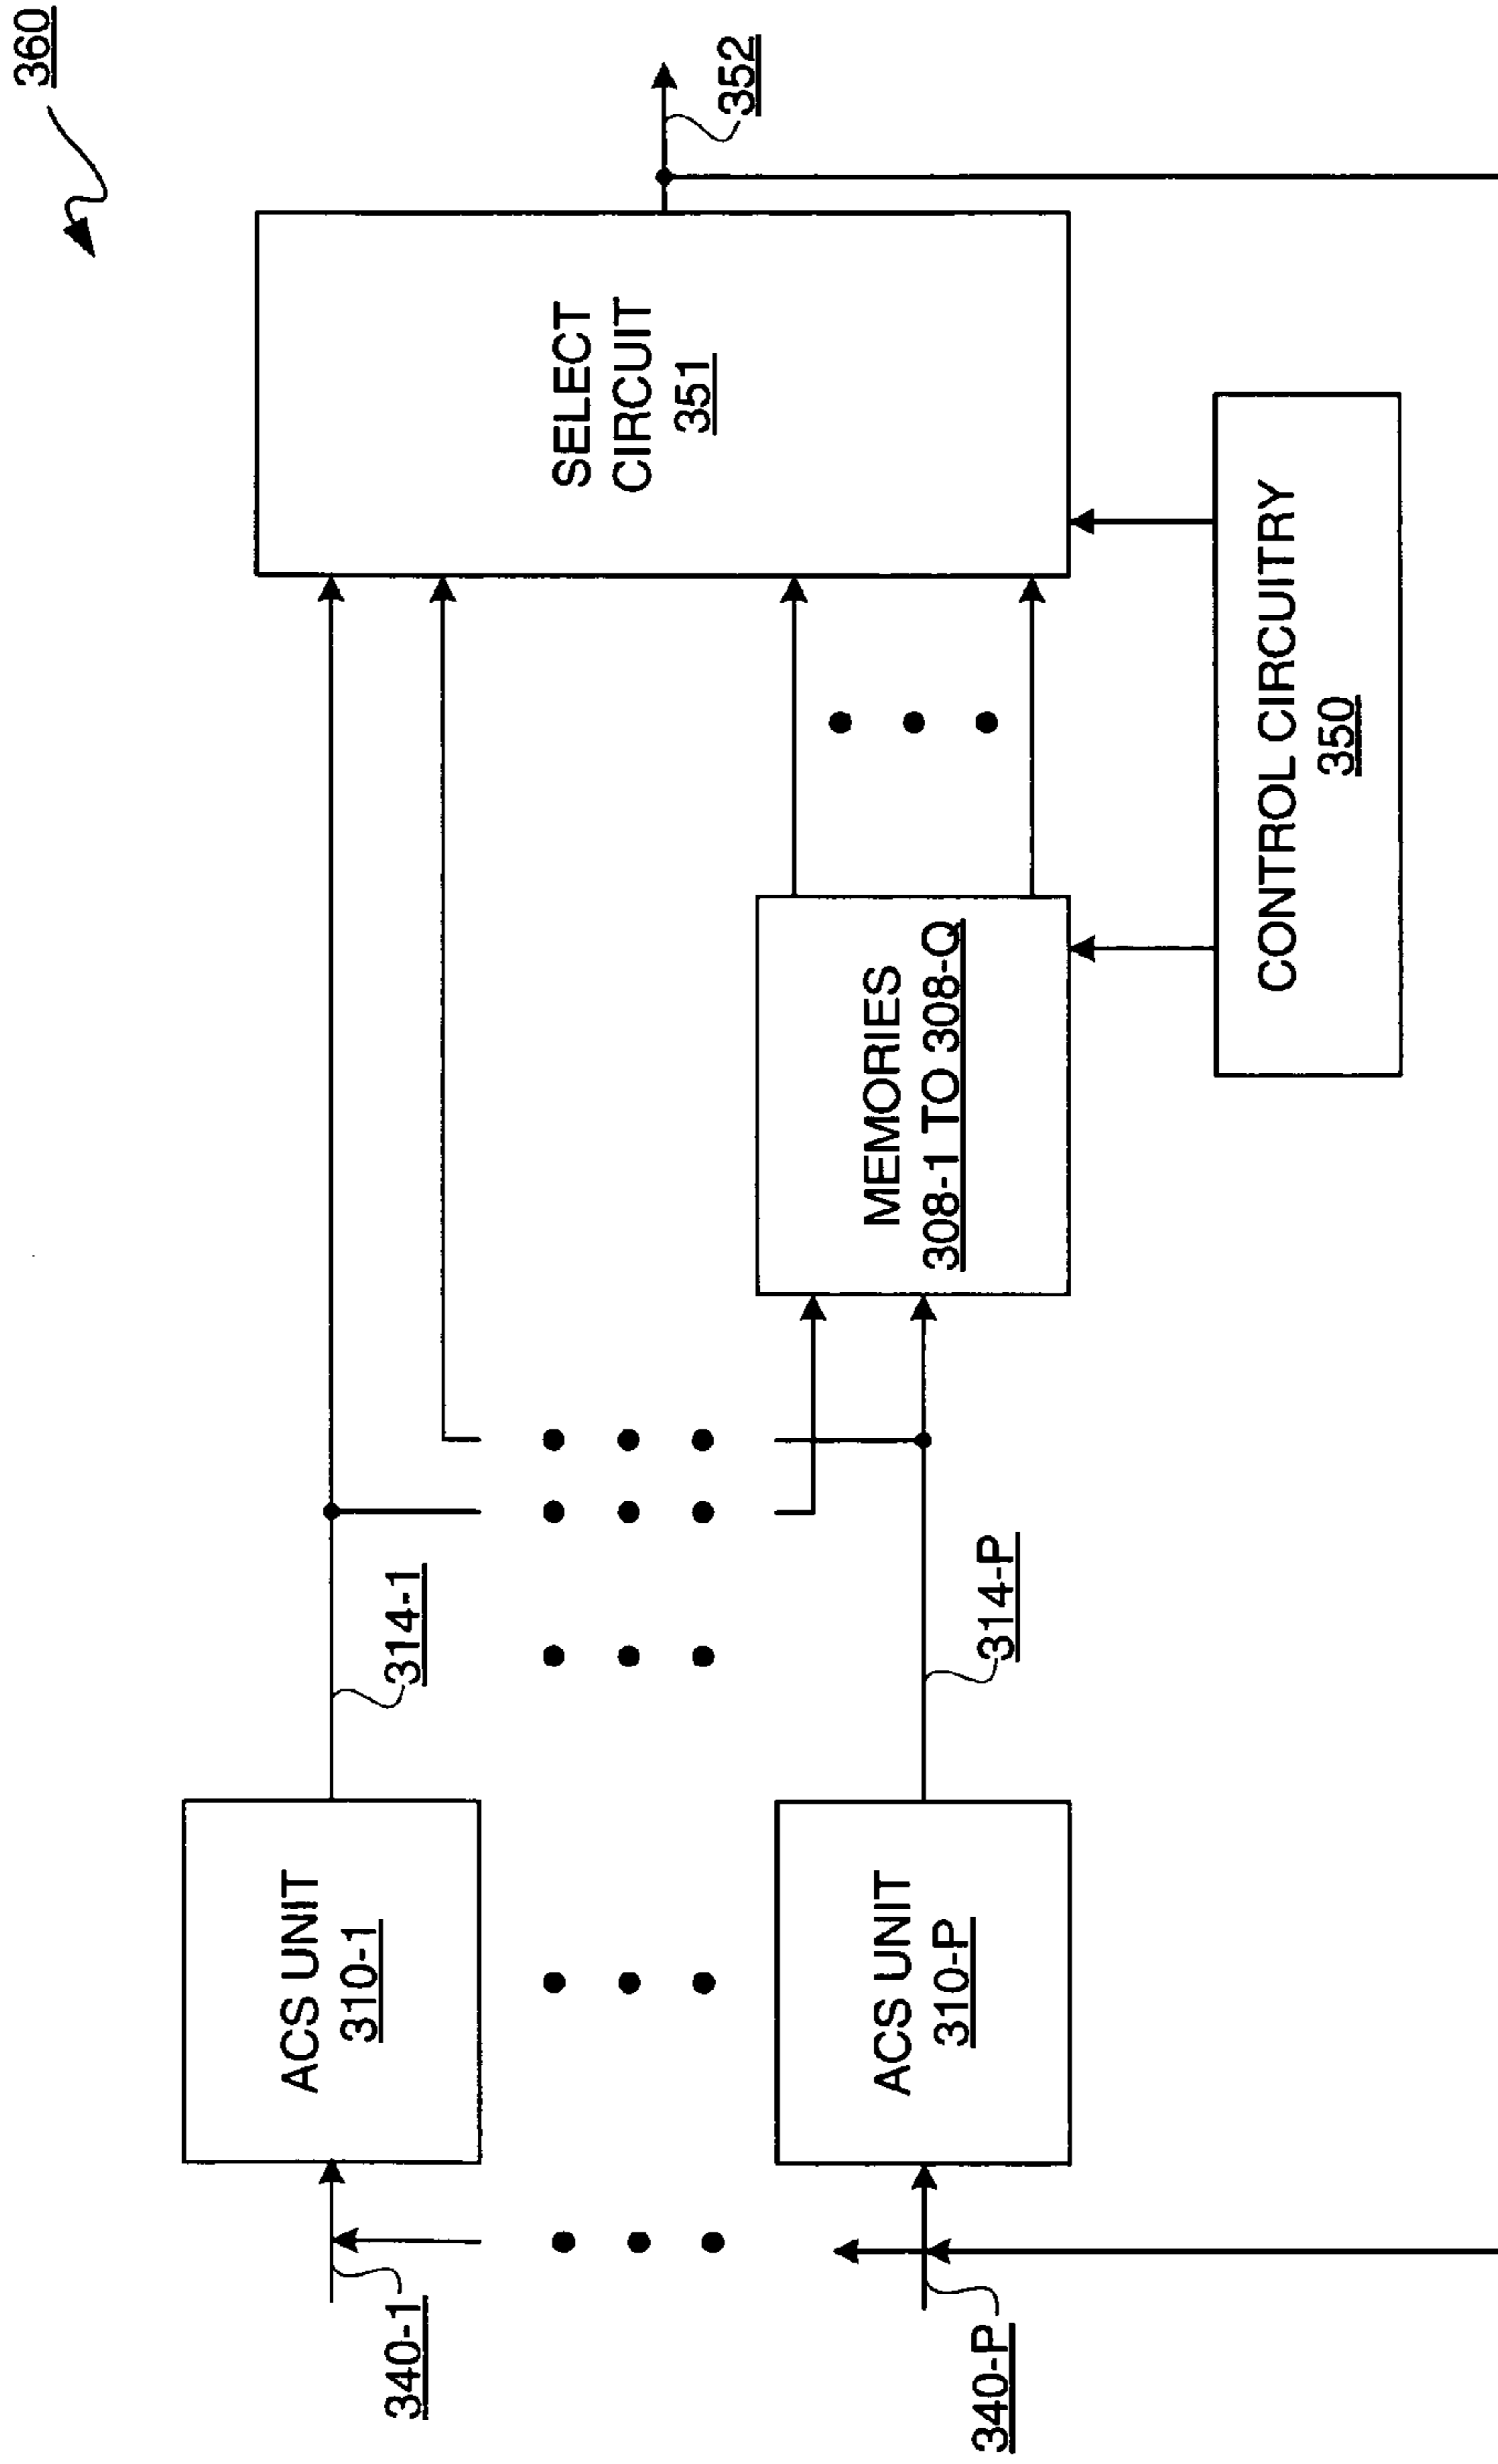 360
ACS UNIT
310-1
314-1
340-1
SELECT
CIRCUIT
351
352
MEMORIES
308-1 TO 308-Q
ACS UNIT
310-P
314-P
340-P
CONTROL CIRCUITRY
350